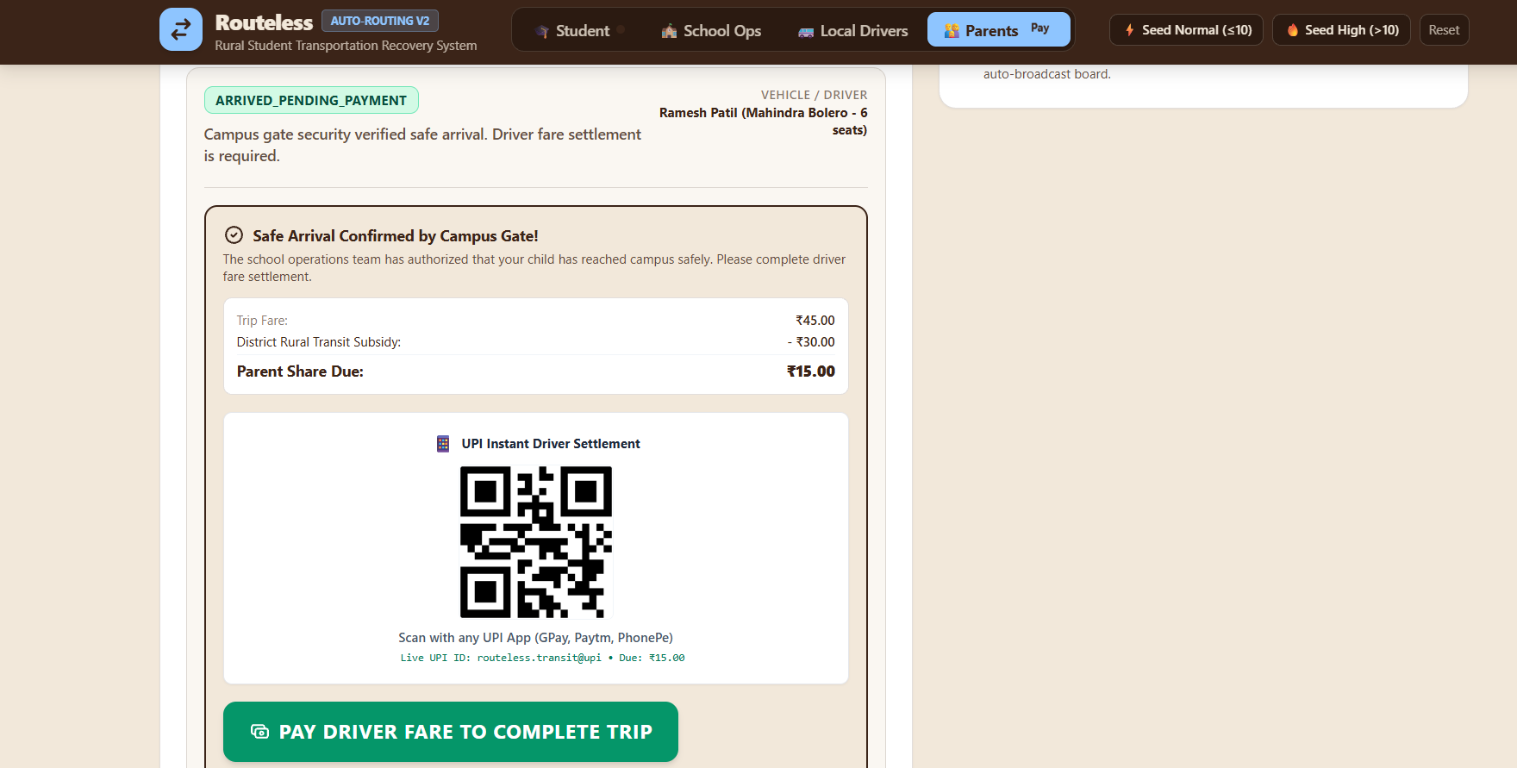 Routeless AUTO-ROUTING V2
Rural Student Transportation Recovery System
Student
School Ops
Local Drivers
Parents Pay
Seed Normal (≤10)
Seed High (>10)
Reset
auto-broadcast board.
ARRIVED_PENDING_PAYMENT
Campus gate security verified safe arrival. Driver fare settlement
is required.
VEHICLE / DRIVER
Ramesh Patil (Mahindra Bolero - 6
seats)
Safe Arrival Confirmed by Campus Gate!
The school operations team has authorized that your child has reached campus safely. Please complete driver
fare settlement.
Trip Fare: ₹45.00
District Rural Transit Subsidy: - ₹30.00
Parent Share Due: ₹15.00
UPI Instant Driver Settlement
Scan with any UPI App (GPay, Paytm, PhonePe)
Live UPI ID: routeless.transit@upi • Due: ₹15.00
PAY DRIVER FARE TO COMPLETE TRIP